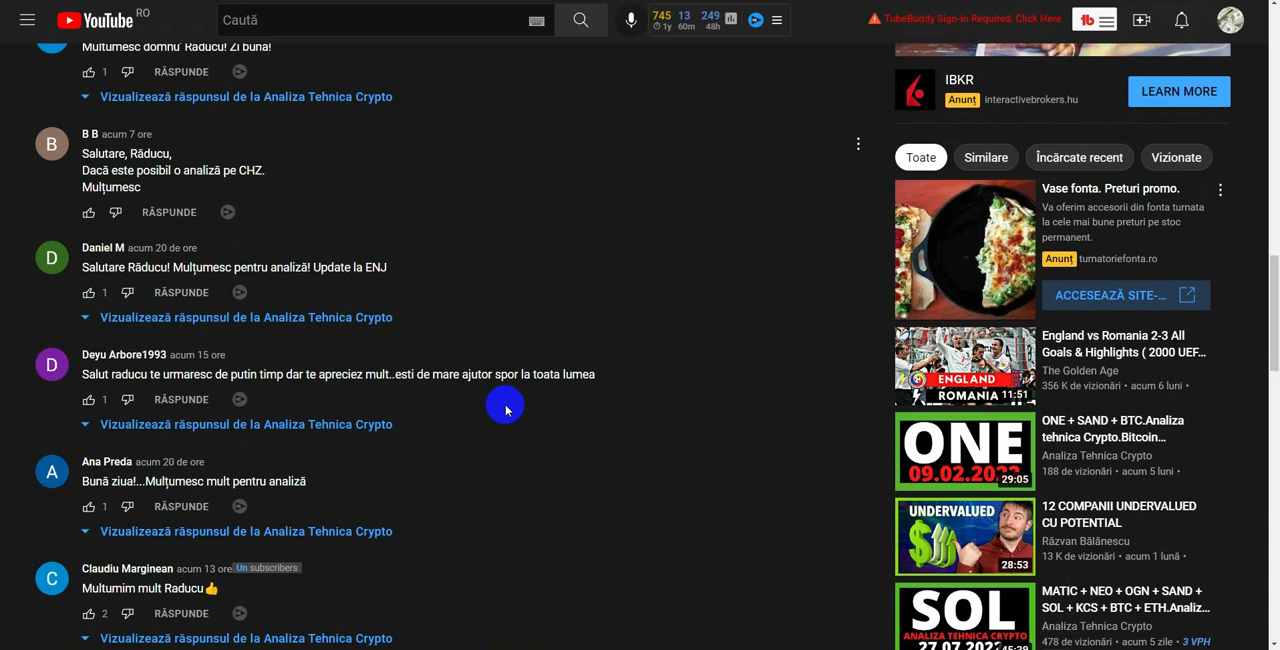 YouTube RO
Caută
745 13 249
1y 60m 48h
TubeBuddy Sign-in Required, Click Here
tb
Multumesc domnu' Raducu! Zi buna!
1 RĂSPUNDE
Vizualizează răspunsul de la Analiza Tehnica Crypto
B
B B acum 7 ore
Salutare, Răducu,
Dacă este posibil o analiză pe CHZ.
Mulțumesc
RĂSPUNDE
D
Daniel M acum 20 de ore
Salutare Răducu! Mulțumesc pentru analiză! Update la ENJ
1 RĂSPUNDE
Vizualizează răspunsul de la Analiza Tehnica Crypto
D
Deyu Arbore1993 acum 15 ore
Salut raducu te urmaresc de putin timp dar te apreciez mult..esti de mare ajutor spor la toata lumea
1 RĂSPUNDE
Vizualizează răspunsul de la Analiza Tehnica Crypto
A
Ana Preda acum 20 de ore
Bună ziua!...Mulțumesc mult pentru analiză
1 RĂSPUNDE
Vizualizează răspunsul de la Analiza Tehnica Crypto
C
Claudiu Marginean acum 13 ore Un subscribers
Multumim mult Raducu👍
2 RĂSPUNDE
Vizualizează răspunsul de la Analiza Tehnica Crypto
IBKR
Anunț interactivebrokers.hu
LEARN MORE
Toate Similare Încărcate recent Vizionate
Vase fonta. Preturi promo.
Va oferim accesorii din fonta turnata
la cele mai bune preturi pe stoc
permanent.
Anunț turnatoriefonta.ro
ACCESEAZĂ SITE-...
ENGLAND
ROMANIA 11:51
England vs Romania 2-3 All
Goals & Highlights ( 2000 UEF...
The Golden Age
356 K de vizionări • acum 6 luni •
ONE
09.02.2022
29:05
ONE + SAND + BTC.Analiza
tehnica Crypto.Bitcoin...
Analiza Tehnica Crypto
188 de vizionări • acum 5 luni •
UNDERVALUED
28:53
12 COMPANII UNDERVALUED
CU POTENTIAL
Răzvan Bălănescu
13 K de vizionări • acum 1 lună •
SOL
ANALIZA TEHNICA CRYPTO
27.07.2022
MATIC + NEO + OGN + SAND +
SOL + KCS + BTC + ETH.Analiz...
Analiza Tehnica Crypto
478 de vizionări • acum 5 zile • 3 VPH